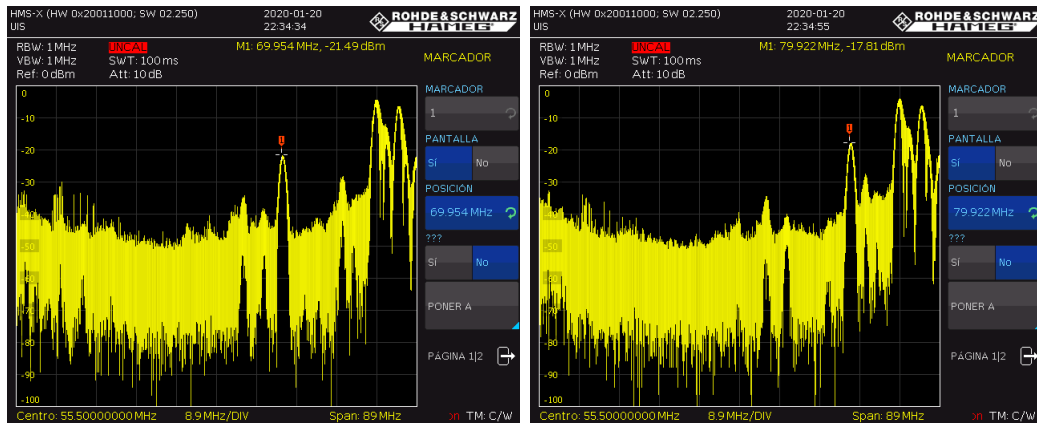 HMS-X (HW 0x20011000; SW 02.250)
UIS
2020-01-20
22:34:34
ROHDE & SCHWARZ
HAMEG
RBW: 1 MHz
VBW: 1 MHz
Ref: 0 dBm
UNCAL
SWT: 100 ms
Att: 10 dB
M1: 69.954 MHz, -21.49 dBm
0
-10
-20
-30
-50
-80
-90
-100
1
Centro: 55.50000000 MHz
8.9 MHz/DIV
Span: 89 MHz
MARCADOR
MARCADOR
1
PANTALLA
Sí
No
POSICIÓN
69.954 MHz
???
Sí
No
PONER A
PÁGINA 1|2
on TM: C/W
HMS-X (HW 0x20011000; SW 02.250)
UIS
2020-01-20
22:34:55
ROHDE & SCHWARZ
HAMEG
RBW: 1 MHz
VBW: 1 MHz
Ref: 0 dBm
UNCAL
SWT: 100 ms
Att: 10 dB
M1: 79.922 MHz, -17.81 dBm
0
-10
-20
-30
-50
-80
-90
-100
1
Centro: 55.50000000 MHz
8.9 MHz/DIV
Span: 89 MHz
MARCADOR
MARCADOR
1
PANTALLA
Sí
No
POSICIÓN
79.922 MHz
???
Sí
No
PONER A
PÁGINA 1|2
on TM: C/W